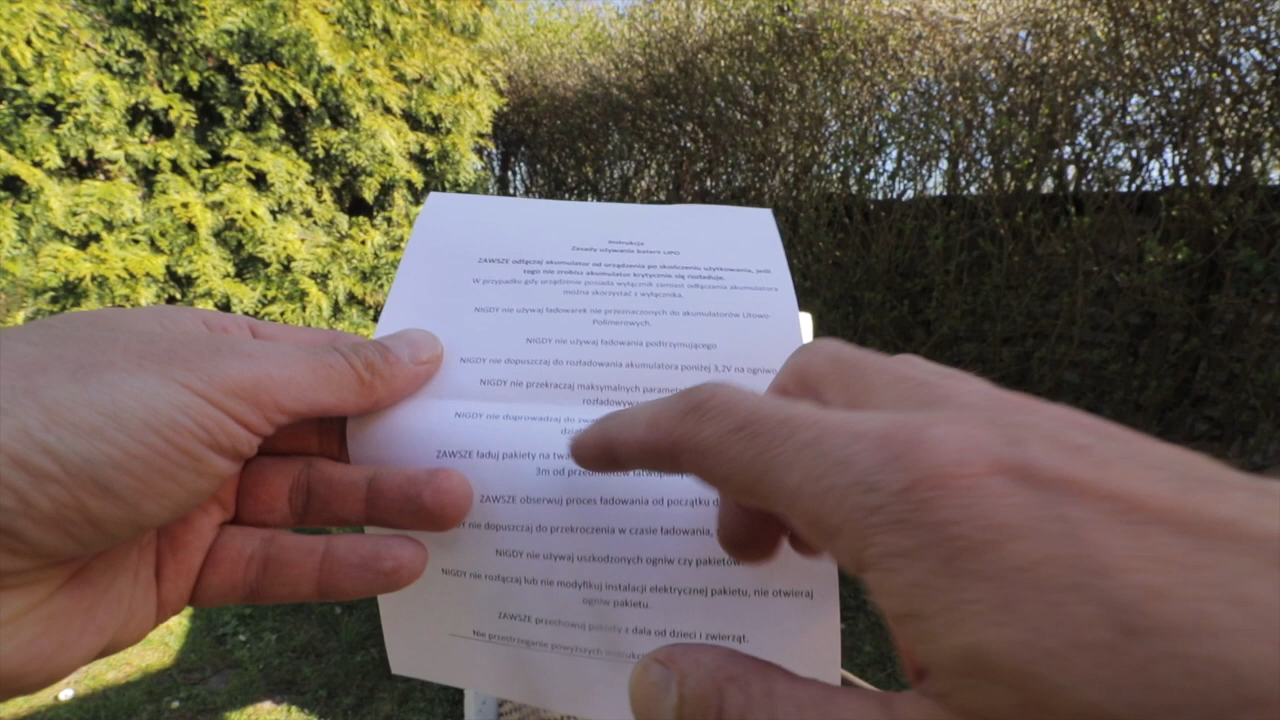 Instrukcja
Zasady używania baterii LIPO
ZAWSZE odłączaj akumulator od urządzenia po skończeniu użytkowania, jeśli
tego nie zrobisz akumulator krytycznie się rozładuje.
W przypadku gdy urządzenie posiada wyłącznik zamiast odłączania akumulatora
można skorzystać z wyłącznika.
NIGDY nie używaj ładowarek nie przeznaczonych do akumulatorów Litowo-
Polimerowych.
NIGDY nie używaj ładowania podtrzymującego
NIGDY nie dopuszczaj do rozładowania akumulatora poniżej 3,2V na ogniwo
NIGDY nie przekraczaj maksymalnych
NIGDY nie doprowadzaj do
ZAWSZE ładuj pakiety na
3m od przedmiotów
ZAWSZE obserwuj proces ładowania od początku
nie dopuszczaj do przekroczenia w czasie ładowania,
NIGDY nie używaj uszkodzonych ogniw czy pakietów.
NIGDY nie rozłączaj lub nie modyfikuj instalacji elektrycznej pakietu, nie otwieraj
ogniw pakietu.
ZAWSZE przechowuj pakiety z dala od dzieci i zwierząt.
Nie przestrzeganie powyższych